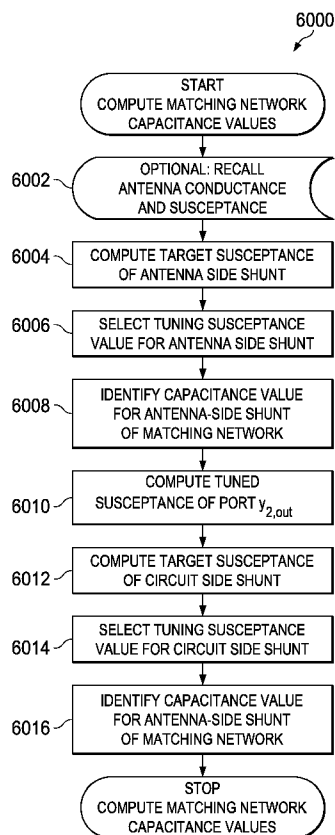 6000
START
COMPUTE MATCHING NETWORK
CAPACITANCE VALUES
6002
OPTIONAL: RECALL
ANTENNA CONDUCTANCE
AND SUSCEPTANCE
6004
COMPUTE TARGET SUSCEPTANCE
OF ANTENNA SIDE SHUNT
6006
SELECT TUNING SUSCEPTANCE
VALUE FOR ANTENNA SIDE SHUNT
6008
IDENTIFY CAPACITANCE VALUE
FOR ANTENNA-SIDE SHUNT
OF MATCHING NETWORK
6010
COMPUTE TUNED
SUSCEPTANCE OF PORT y2,out
6012
COMPUTE TARGET SUSCEPTANCE
OF CIRCUIT SIDE SHUNT
6014
SELECT TUNING SUSCEPTANCE
VALUE FOR CIRCUIT SIDE SHUNT
6016
IDENTIFY CAPACITANCE VALUE
FOR ANTENNA-SIDE SHUNT
OF MATCHING NETWORK
STOP
COMPUTE MATCHING NETWORK
CAPACITANCE VALUES